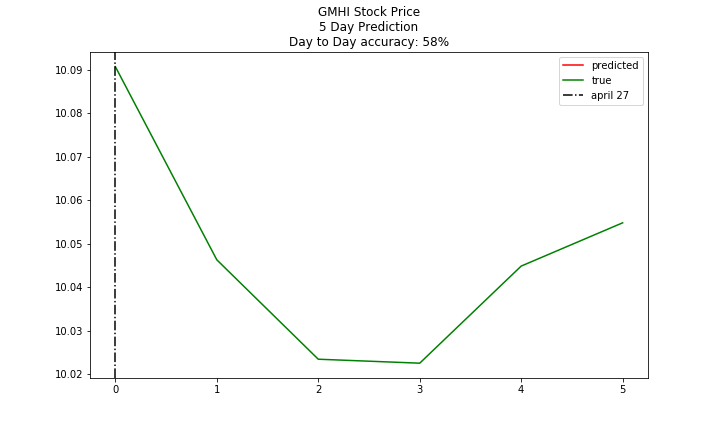 GMHI Stock Price
5 Day Prediction
Day to Day accuracy: 58%
predicted
true
april 27
10.09
10.08
10.07
10.06
10.05
10.04
10.03
10.02
0 1 2 3 4 5